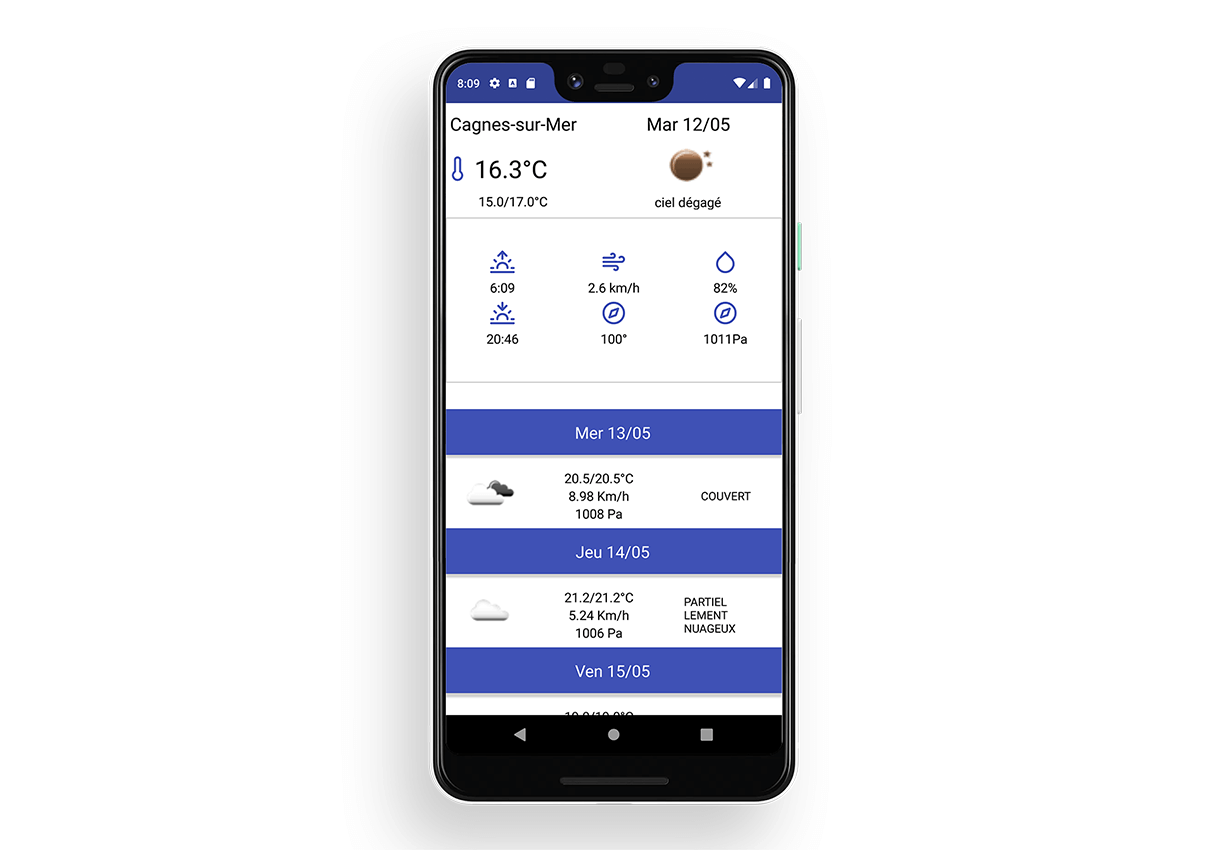 8:09
Cagnes-sur-Mer Mar 12/05
16.3°C
15.0/17.0°C ciel dégagé
6:09 2.6 km/h 82%
20:46 100° 1011Pa
Mer 13/05
20.5/20.5°C
8.98 Km/h
1008 Pa
COUVERT
Jeu 14/05
21.2/21.2°C
5.24 Km/h
1006 Pa
PARTIEL
LEMENT
NUAGEUX
Ven 15/05